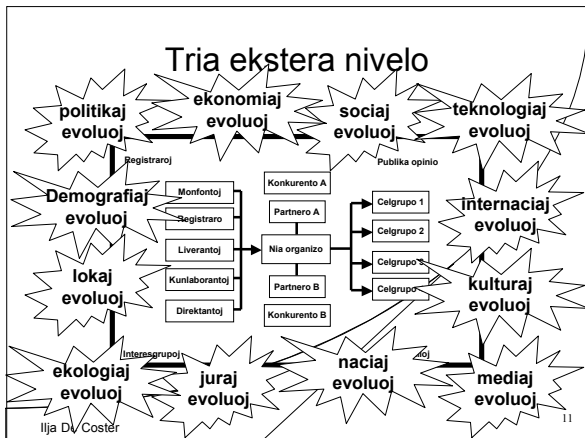 Tria ekstera nivelo
politikaj
evoluoj
ekonomiaj
evoluoj
sociaj
evoluoj
teknologiaj
evoluoj
Registraroj
Publika opinio
Demografiaj
evoluoj
Monfontoj
Registraro
Liverantoj
Kunlaborantoj
Direktantoj
Konkurento A
Partnero A
Nia organizo
Partnero B
Konkurento B
Celgrupo 1
Celgrupo 2
Celgrupo
Celgrupo
internaciaj
evoluoj
lokaj
evoluoj
kulturaj
evoluoj
Interesgrupoj
ekologiaj
evoluoj
juraj
evoluoj
naciaj
evoluoj
mediaj
evoluoj
Ilja De Coster
11